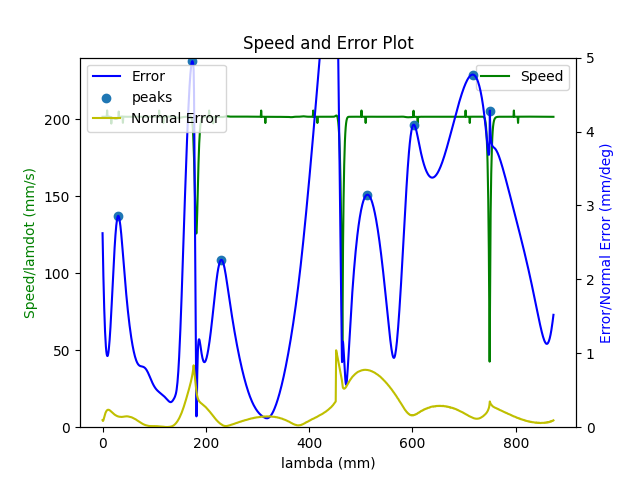 Speed and Error Plot
Error
peaks
Normal Error
Speed
200
150
100
50
0
5
4
3
2
1
0
0 200 400 600 800
lambda (mm)
Speed/lamdot (mm/s)
Error/Normal Error (mm/deg)